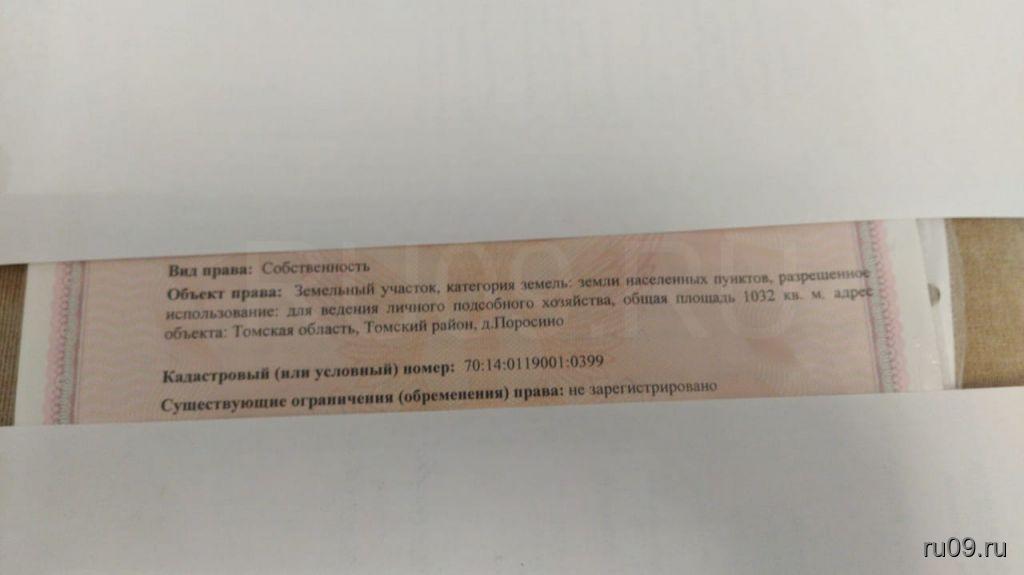 Вид права: Собственность
Объект права: Земельный участок, категория земель: земли населенных пунктов, разрешенное
использование: для ведения личного подсобного хозяйства, общая площадь 1032 кв. м. адрес
объекта: Томская область, Томский район, д.Поросино
Кадастровый (или условный) номер: 70:14:0119001:0399
Существующие ограничения (обременения) права: не зарегистрировано
RU09.RU
ru09.ru